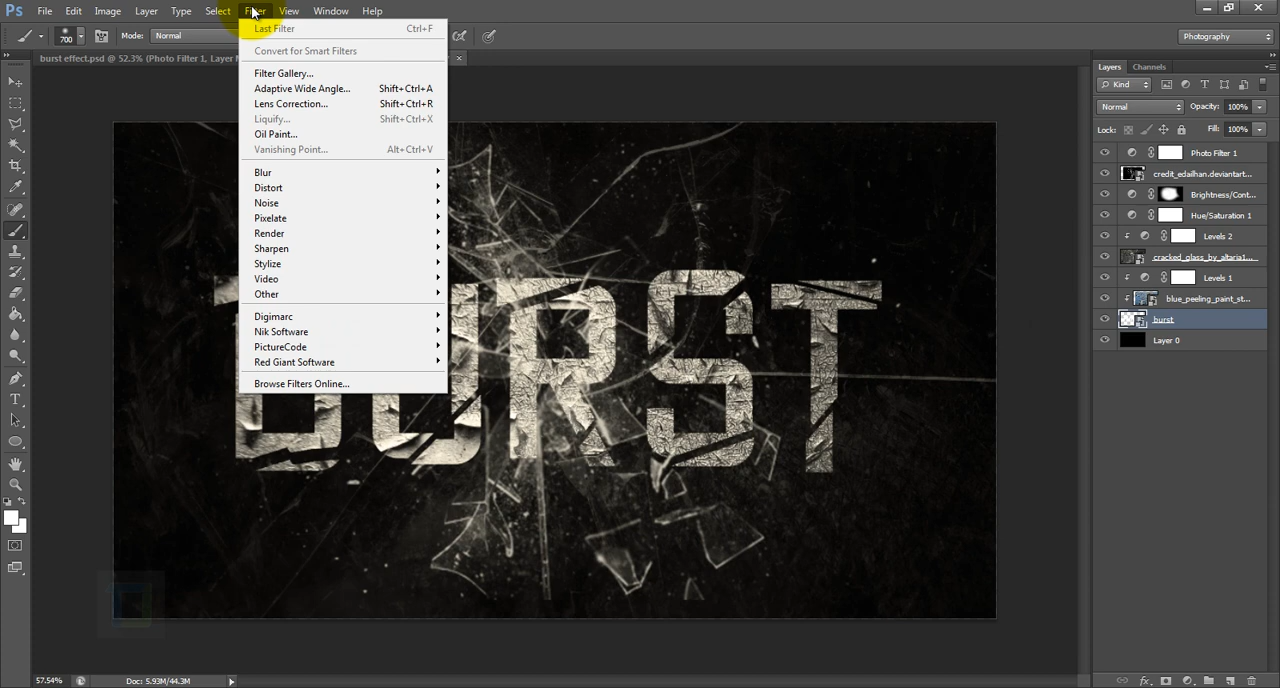 Ps File Edit Image Layer Type Select Filter View Window Help
700 Mode: Normal Photography
burst effect.psd @ 52.3% (Photo Filter 1, Layer
Last Filter Ctrl+F
Convert for Smart Filters
Filter Gallery...
Adaptive Wide Angle... Shift+Ctrl+A
Lens Correction... Shift+Ctrl+R
Liquify... Shift+Ctrl+X
Oil Paint...
Vanishing Point... Alt+Ctrl+V
Blur
Distort
Noise
Pixelate
Render
Sharpen
Stylize
Video
Other
Digimarc
Nik Software
PictureCode
Red Giant Software
Browse Filters Online...
BURST
Layers Channels
Kind
Normal Opacity: 100%
Lock: Fill: 100%
Photo Filter 1
credit_edailhan.deviantart...
Brightness/Cont...
Hue/Saturation 1
Levels 2
cracked_glass_by_altaria1...
Levels 1
blue_peeling_paint_st...
burst
Layer 0
57.54% Doc: 5.93M/44.3M